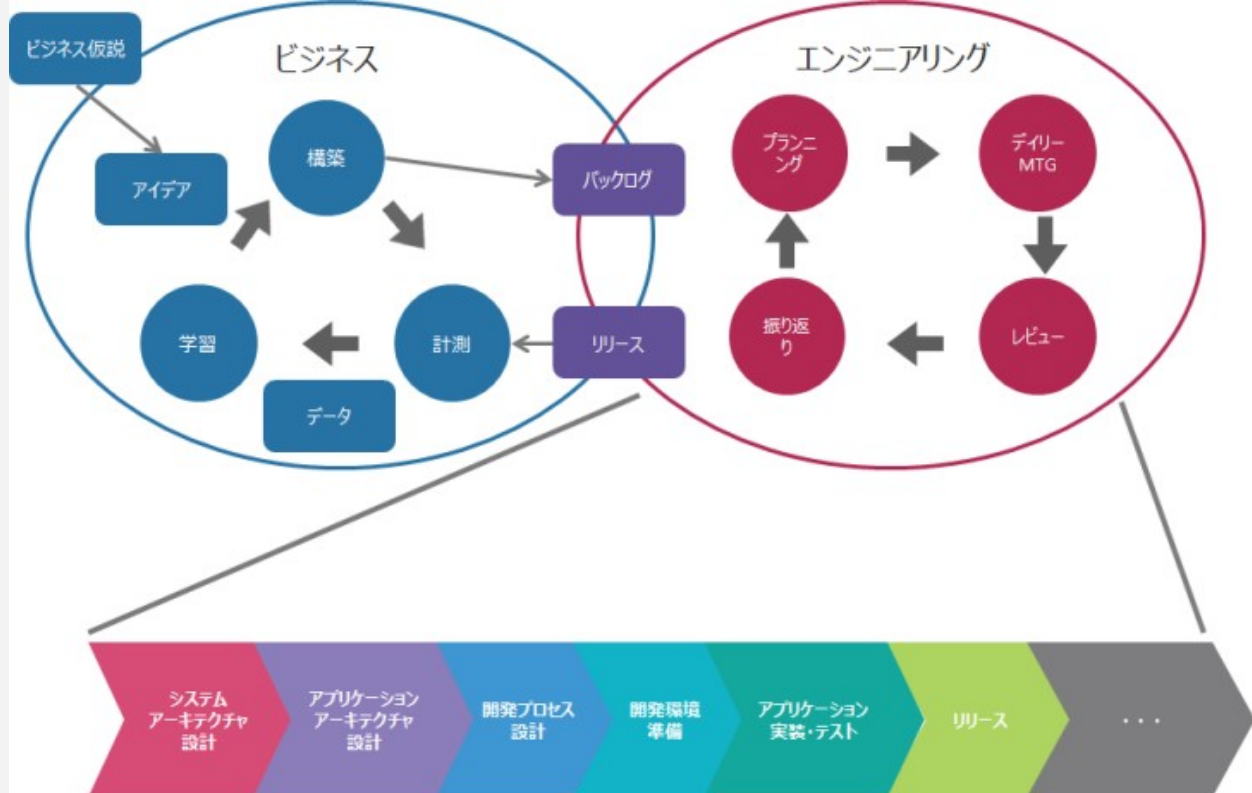 ビジネス仮説
ビジネス
エンジニアリング
アイデア
構築
バックログ
プランニ
ング
デイリー
MTG
学習
計測
リリース
振り返
り
レビュー
データ
システム
アーキテクチャ
設計
アプリケーション
アーキテクチャ
設計
開発プロセス
設計
開発環境
準備
アプリケーション
実装・テスト
リリース
・・・